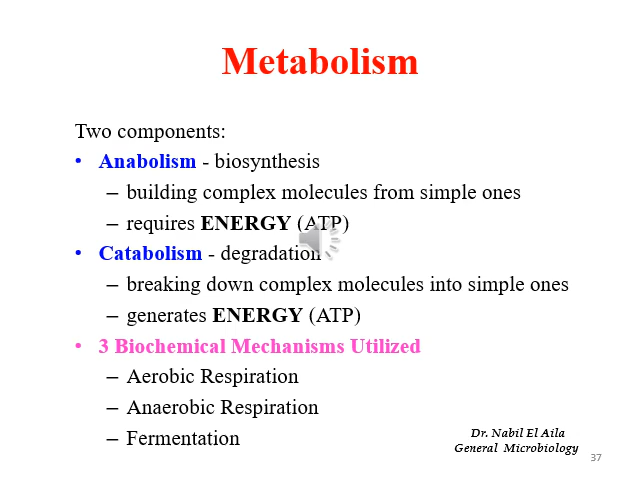 Metabolism
Two components:
• Anabolism - biosynthesis
– building complex molecules from simple ones
– requires ENERGY (ATP)
• Catabolism - degradation
– breaking down complex molecules into simple ones
– generates ENERGY (ATP)
• 3 Biochemical Mechanisms Utilized
– Aerobic Respiration
– Anaerobic Respiration
– Fermentation
Dr. Nabil El Aila
General Microbiology
37